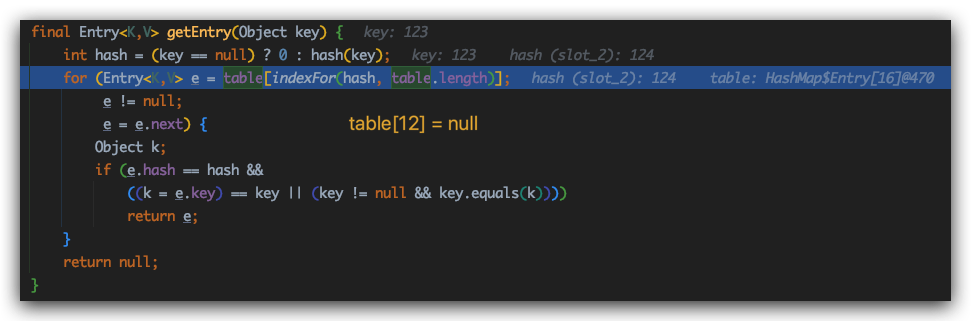 final Entry<K,V> getEntry(Object key) { key: 123
int hash = (key == null) ? 0 : hash(key); key: 123 hash (slot_2): 124
for (Entry<K,V> e = table[indexFor(hash, table.length)]; hash (slot_2): 124 table: HashMap$Entry[16]@470
e != null;
e = e.next) { table[12] = null
Object k;
if (e.hash == hash &&
((k = e.key) == key || (key != null && key.equals(k))))
return e;
}
return null;
}